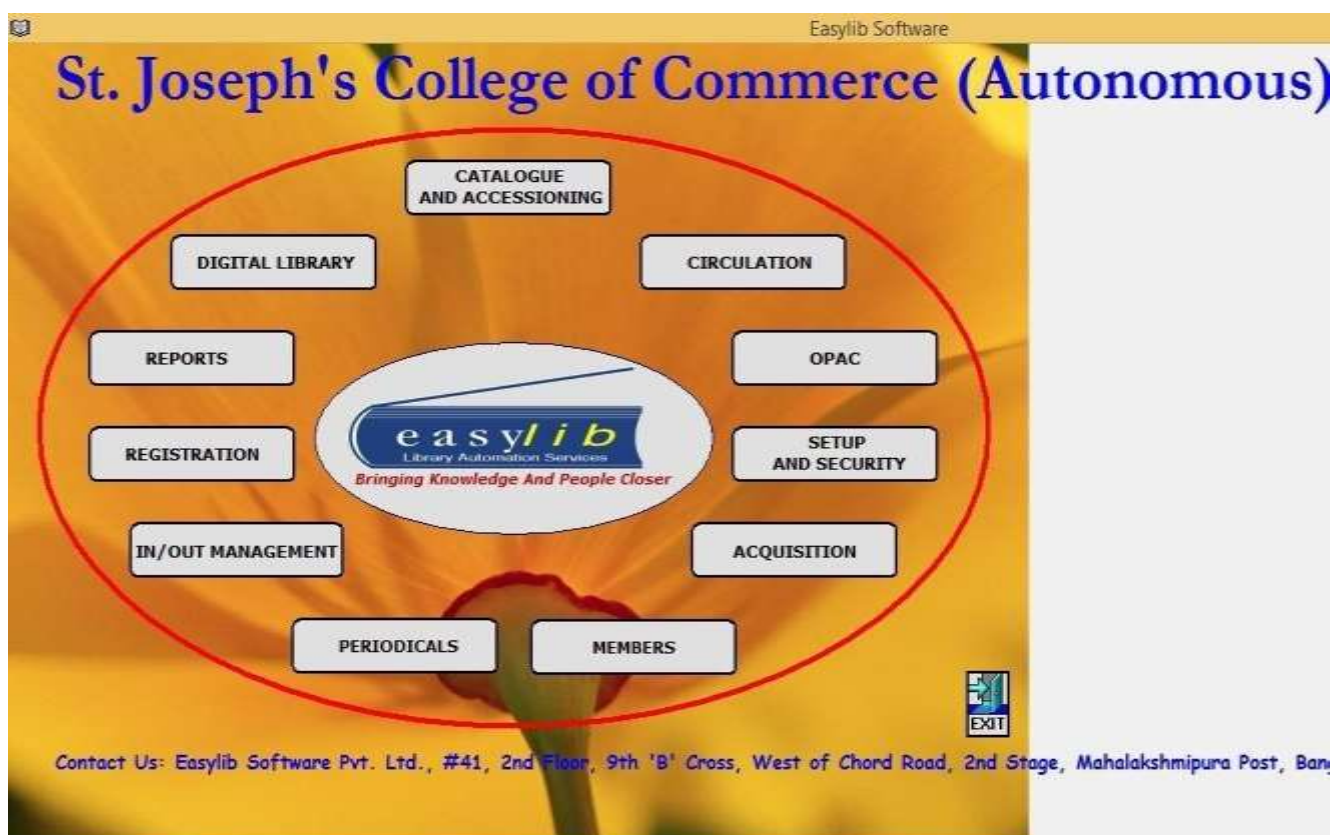 Easylib Software
St. Joseph's College of Commerce (Autonomous)
CATALOGUE
AND ACCESSIONING
DIGITAL LIBRARY
CIRCULATION
REPORTS
OPAC
easylib
Library Automation Services
Bringing Knowledge And People Closer
REGISTRATION
SETUP
AND SECURITY
IN/OUT MANAGEMENT
ACQUISITION
PERIODICALS
MEMBERS
EXIT
Contact Us: Easylib Software Pvt. Ltd., #41, 2nd Floor, 9th 'B' Cross, West of Chord Road, 2nd Stage, Mahalakshmipura Post,